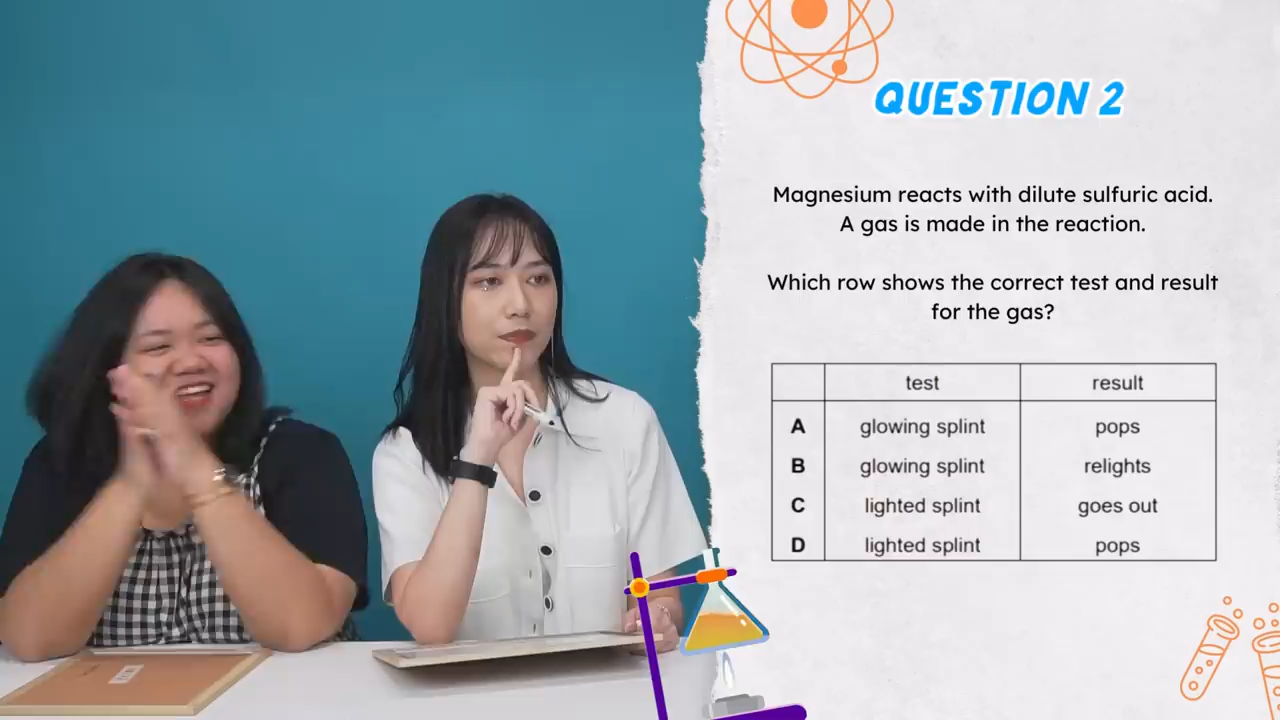 QUESTION 2
Magnesium reacts with dilute sulfuric acid.
A gas is made in the reaction.
Which row shows the correct test and result
for the gas?
test result
A glowing splint pops
B glowing splint relights
C lighted splint goes out
D lighted splint pops